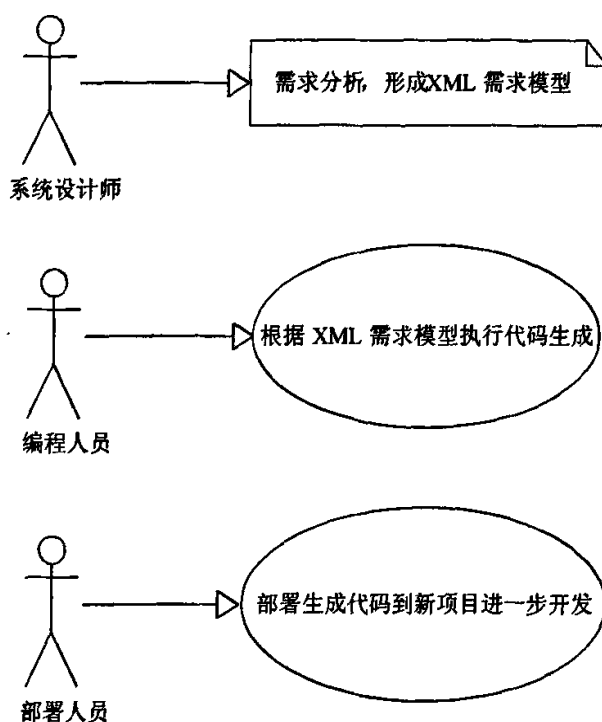 需求分析，形成XML 需求模型
系统设计师
根据 XML 需求模型执行代码生成
编程人员
部署生成代码到新项目进一步开发
部署人员